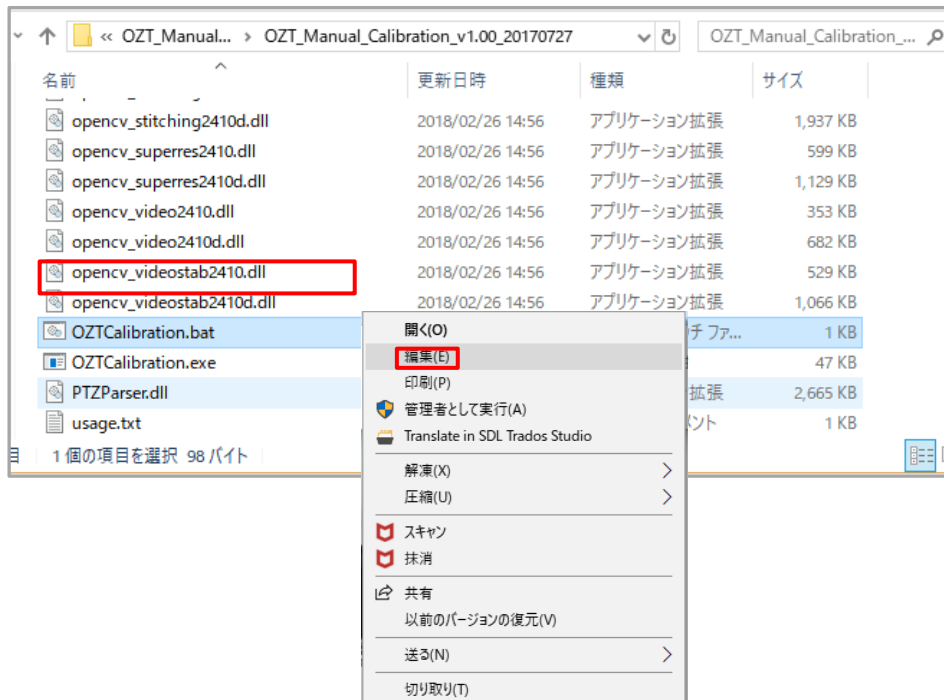 « OZT_Manual... > OZT_Manual_Calibration_v1.00_20170727 OZT_Manual_Calibration_...
名前 更新日時 種類 サイズ
opencv_stitching2410d.dll 2018/02/26 14:56 アプリケーション拡張 1,937 KB
opencv_superres2410.dll 2018/02/26 14:56 アプリケーション拡張 599 KB
opencv_superres2410d.dll 2018/02/26 14:56 アプリケーション拡張 1,129 KB
opencv_video2410.dll 2018/02/26 14:56 アプリケーション拡張 353 KB
opencv_video2410d.dll 2018/02/26 14:56 アプリケーション拡張 682 KB
opencv_videostab2410.dll 2018/02/26 14:56 アプリケーション拡張 529 KB
opencv_videostab2410d.dll 2018/02/26 14:56 アプリケーション拡張 1,066 KB
OZTCalibration.bat チ ファ... 1 KB
OZTCalibration.exe 47 KB
PTZParser.dll 拡張 2,665 KB
usage.txt ント 1 KB
目 1 個の項目を選択 98 バイト
開く(O)
編集(E)
印刷(P)
管理者として実行(A)
Translate in SDL Trados Studio
解凍(X)
圧縮(U)
スキャン
抹消
共有
以前のバージョンの復元(V)
送る(N)
切り取り(T)